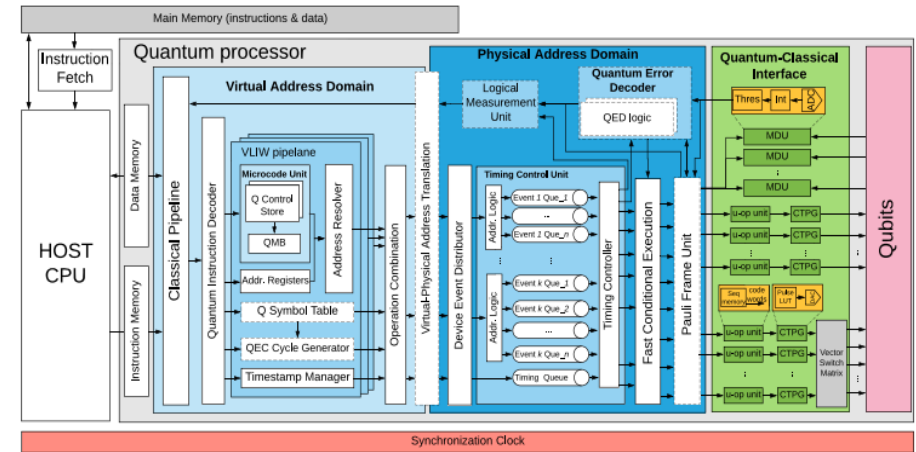 Main Memory (instructions & data)
Instruction
Fetch
HOST
CPU
Quantum processor
Data Memory
Instruction Memory
Virtual Address Domain
Classical Pipeline
Quantum Instruction Decoder
VLIW pipelane
Microcode Unit
Q Control
Store
QMB
Addr. Registers
Address Resolver
Q Symbol Table
QEC Cycle Generator
Timestamp Manager
Operation Combination
Virtual-Physical Address Translation
Physical Address Domain
Logical
Measurement
Unit
Quantum Error
Decoder
QED logic
Device Event Distributor
Timing Control Unit
Addr. Logic
Event 1 Que_1
...
Event 1 Que_n
Addr. Logic
Event k Que_1
Event k Que_2
...
Event k Que_n
Timing Queue
Timing Controller
Fast Conditional Execution
Pauli Frame Unit
Quantum-Classical
Interface
Thres
Int
ADC
MDU
MDU
MDU
u-op unit
CTPG
u-op unit
CTPG
u-op unit
CTPG
Seq
memory
code
words
Pulse
LUT
u-op unit
CTPG
u-op unit
CTPG
u-op unit
CTPG
Vector
Switch
Matrix
Qubits
Synchronization Clock